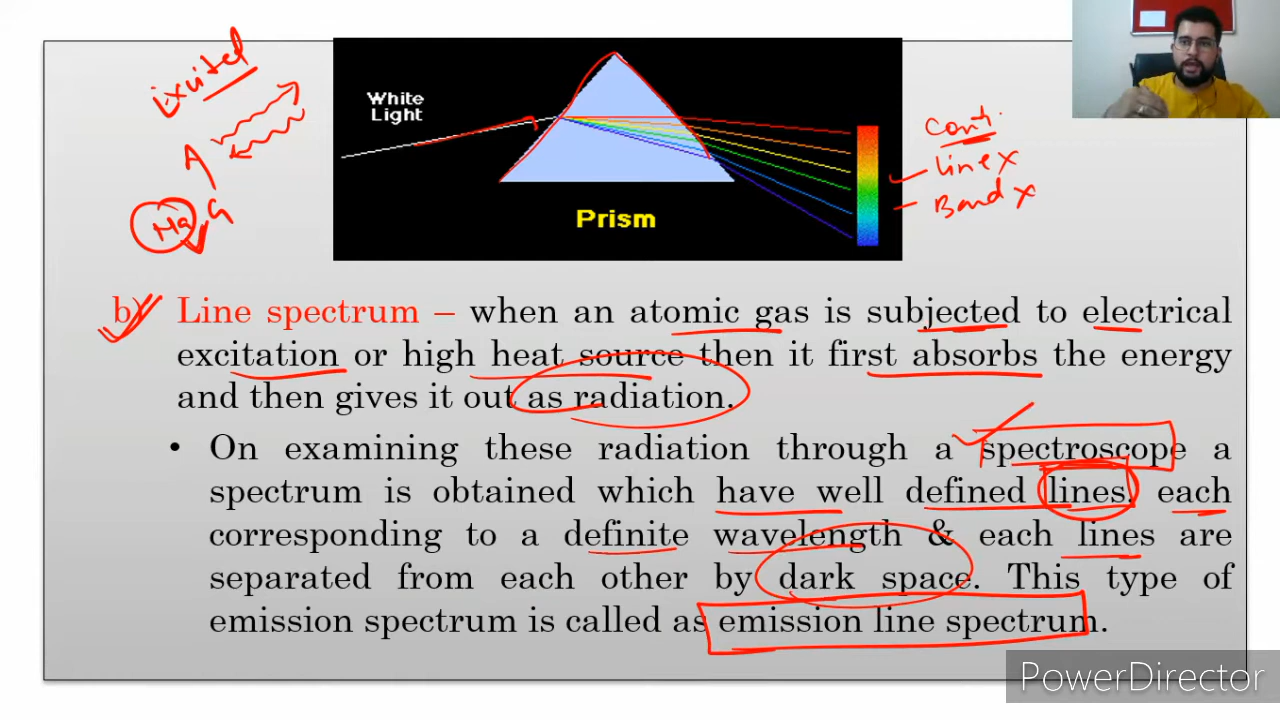 Excited
A
G
White
Light
Prism
Conti.
Line x
Band x
b) Line spectrum – when an atomic gas is subjected to electrical
excitation or high heat source then it first absorbs the energy
and then gives it out as radiation.
• On examining these radiation through a spectroscope a
spectrum is obtained which have well defined lines, each
corresponding to a definite wavelength & each lines are
separated from each other by dark space. This type of
emission spectrum is called as emission line spectrum.
PowerDirector